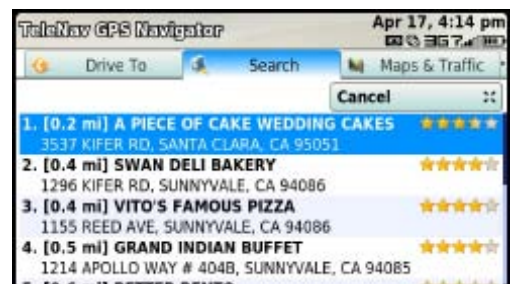 TeleNav GPS Navigator
Apr 17, 4:14 pm
Drive To Search Maps & Traffic
Cancel
1. [0.2 mi] A PIECE OF CAKE WEDDING CAKES
3537 KIFER RD, SANTA CLARA, CA 95051
2. [0.4 mi] SWAN DELI BAKERY
1296 KIFER RD, SUNNYVALE, CA 94086
3. [0.4 mi] VITO'S FAMOUS PIZZA
1155 REED AVE, SUNNYVALE, CA 94086
4. [0.5 mi] GRAND INDIAN BUFFET
1214 APOLLO WAY # 404B, SUNNYVALE, CA 94085